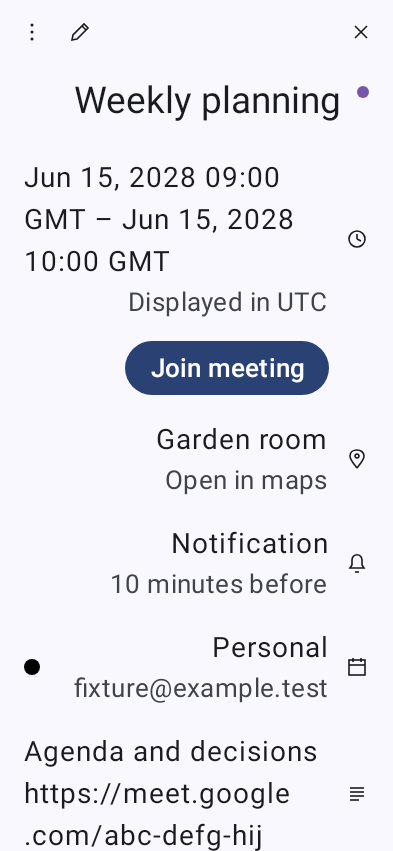 Weekly planning
Jun 15, 2028 09:00
GMT – Jun 15, 2028
10:00 GMT
Displayed in UTC
Join meeting
Garden room
Open in maps
Notification
10 minutes before
Personal
fixture@example.test
Agenda and decisions
https://meet.google
.com/abc-defg-hij